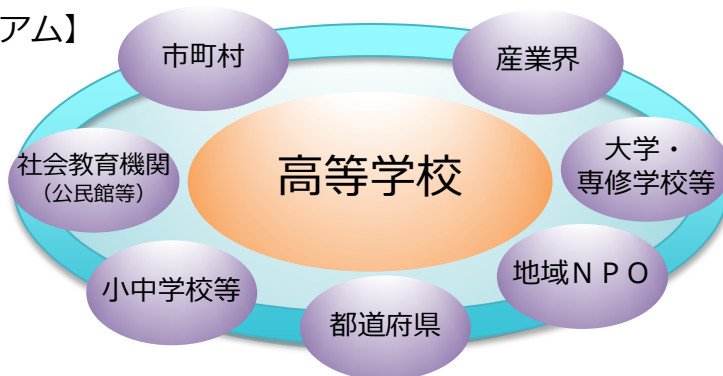 アム】
市町村
産業界
社会教育機関
（公民館等）
高等学校
大学・
専修学校等
小中学校等
地域ＮＰＯ
都道府県